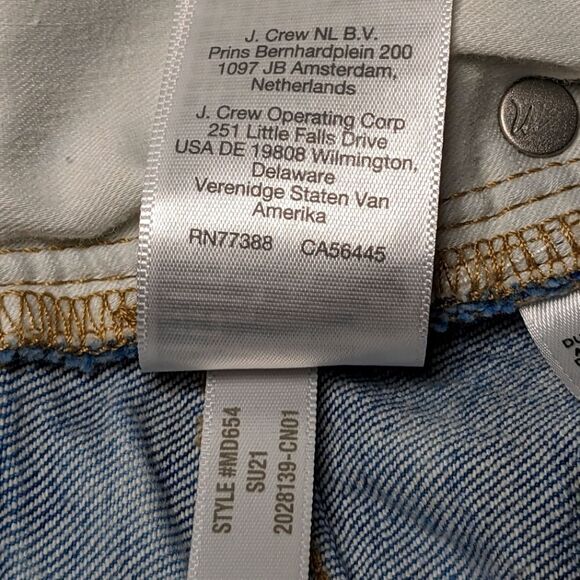 J. Crew NL B.V.
Prins Bernhardplein 200
1097 JB Amsterdam,
Netherlands
J. Crew Operating Corp
251 Little Falls Drive
USA DE 19808 Wilmington,
Delaware
Verenidge Staten Van
Amerika
RN77388 CA56445
STYLE #MD654
SU21
2028139-CN01